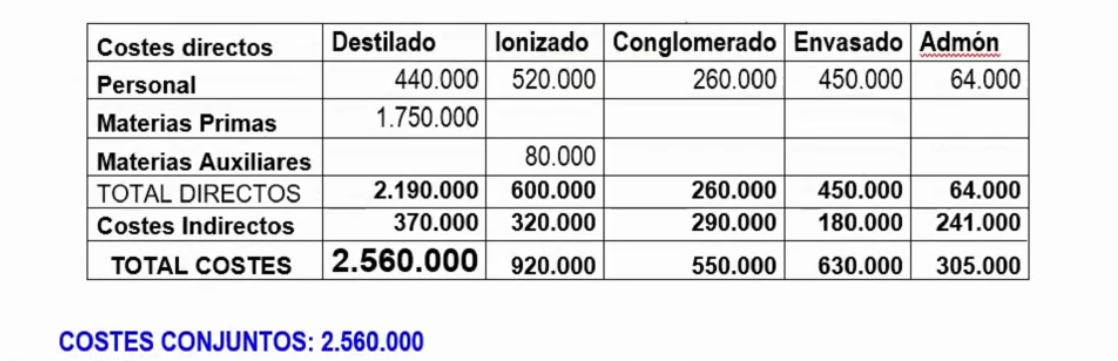 Costes directos Destilado Ionizado Conglomerado Envasado Admón
Personal 440.000 520.000 260.000 450.000 64.000
Materias Primas 1.750.000
Materias Auxiliares 80.000
TOTAL DIRECTOS 2.190.000 600.000 260.000 450.000 64.000
Costes Indirectos 370.000 320.000 290.000 180.000 241.000
TOTAL COSTES 2.560.000 920.000 550.000 630.000 305.000
COSTES CONJUNTOS: 2.560.000